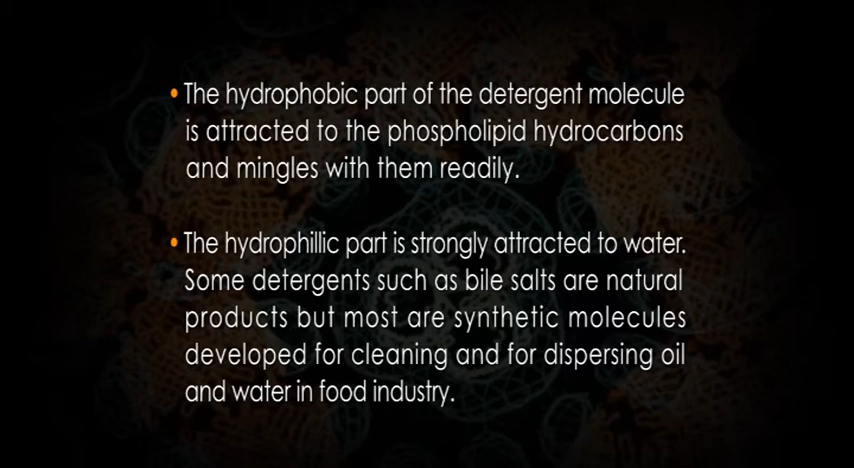 • The hydrophobic part of the detergent molecule
is attracted to the phospholipid hydrocarbons
and mingles with them readily.
• The hydrophillic part is strongly attracted to water.
Some detergents such as bile salts are natural
products but most are synthetic molecules
developed for cleaning and for dispersing oil
and water in food industry.